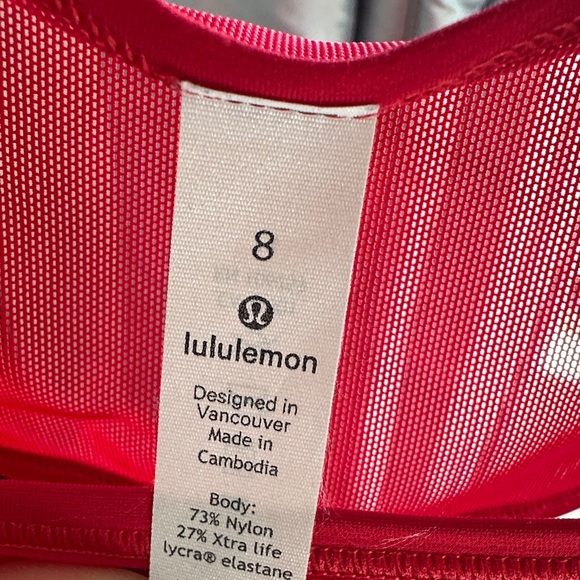 8
lululemon
Designed in
Vancouver
Made in
Cambodia
Body:
73% Nylon
27% Xtra life
lycra® elastane